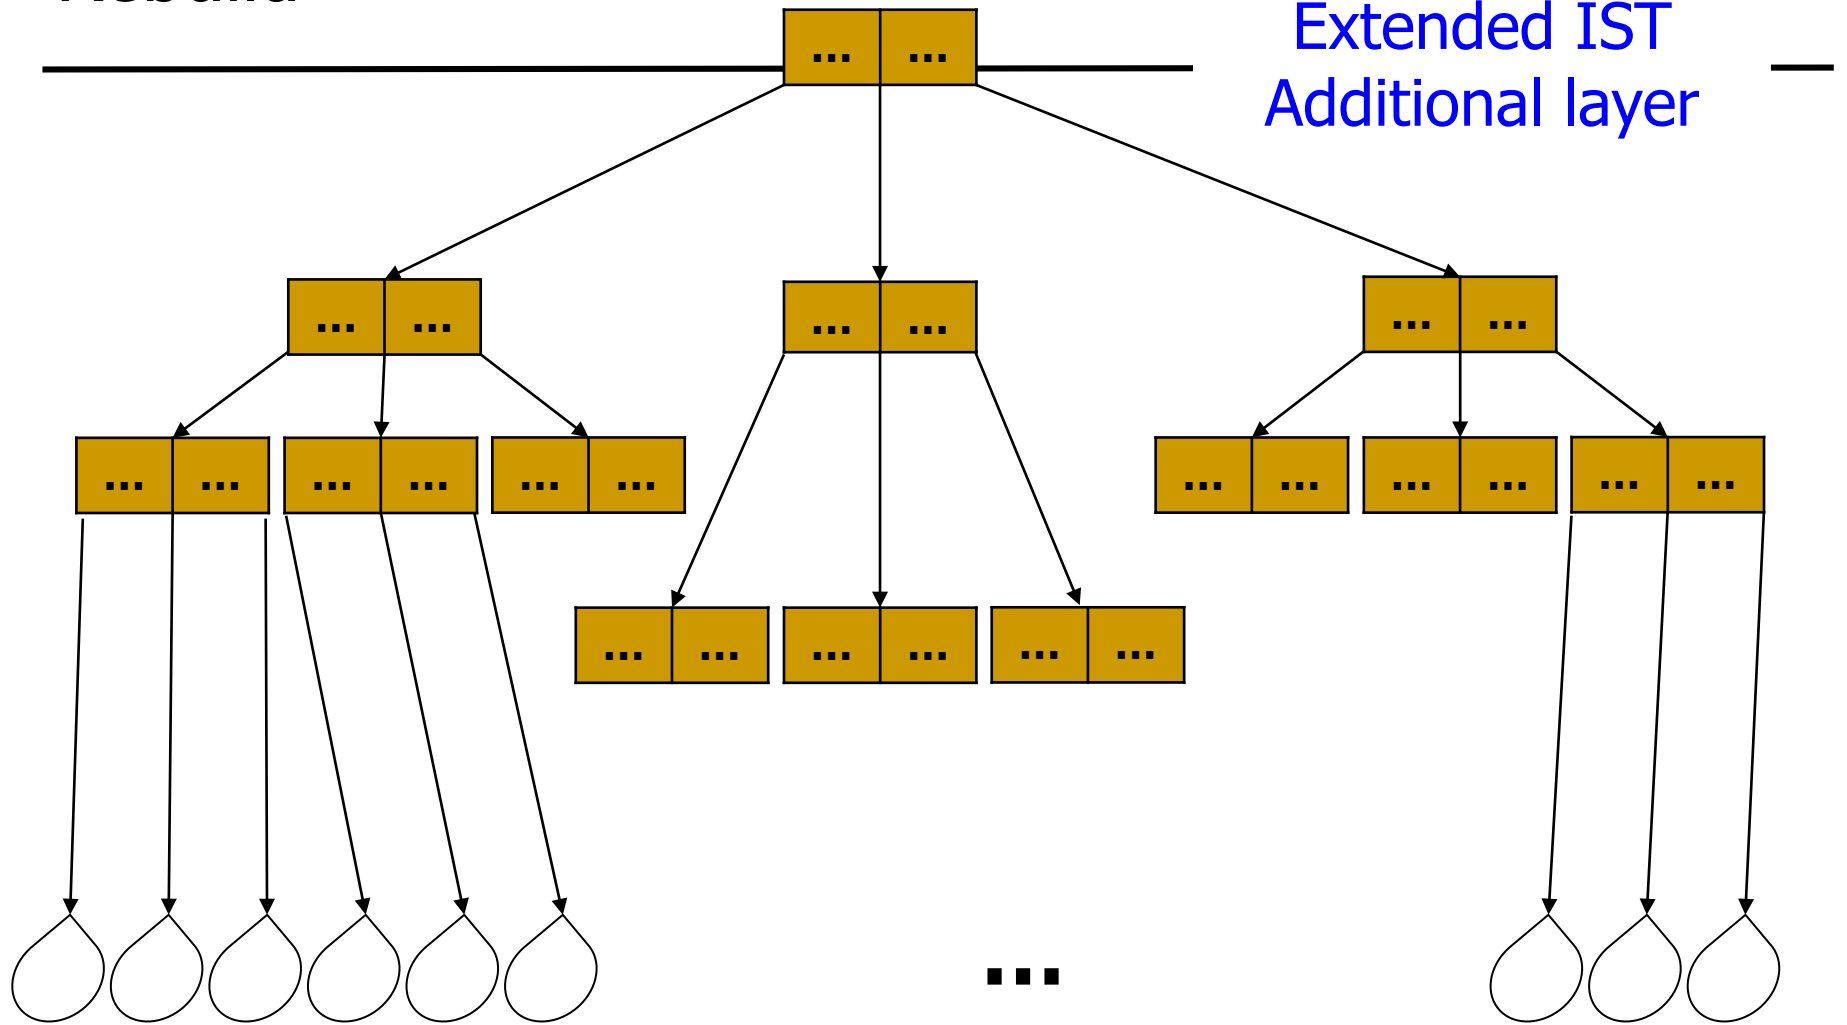 Extended IST
Additional layer
... ...
... ... ... ... ... ...
... ... ... ... ... ... ... ... ... ... ... ...
... ... ... ... ... ...
...